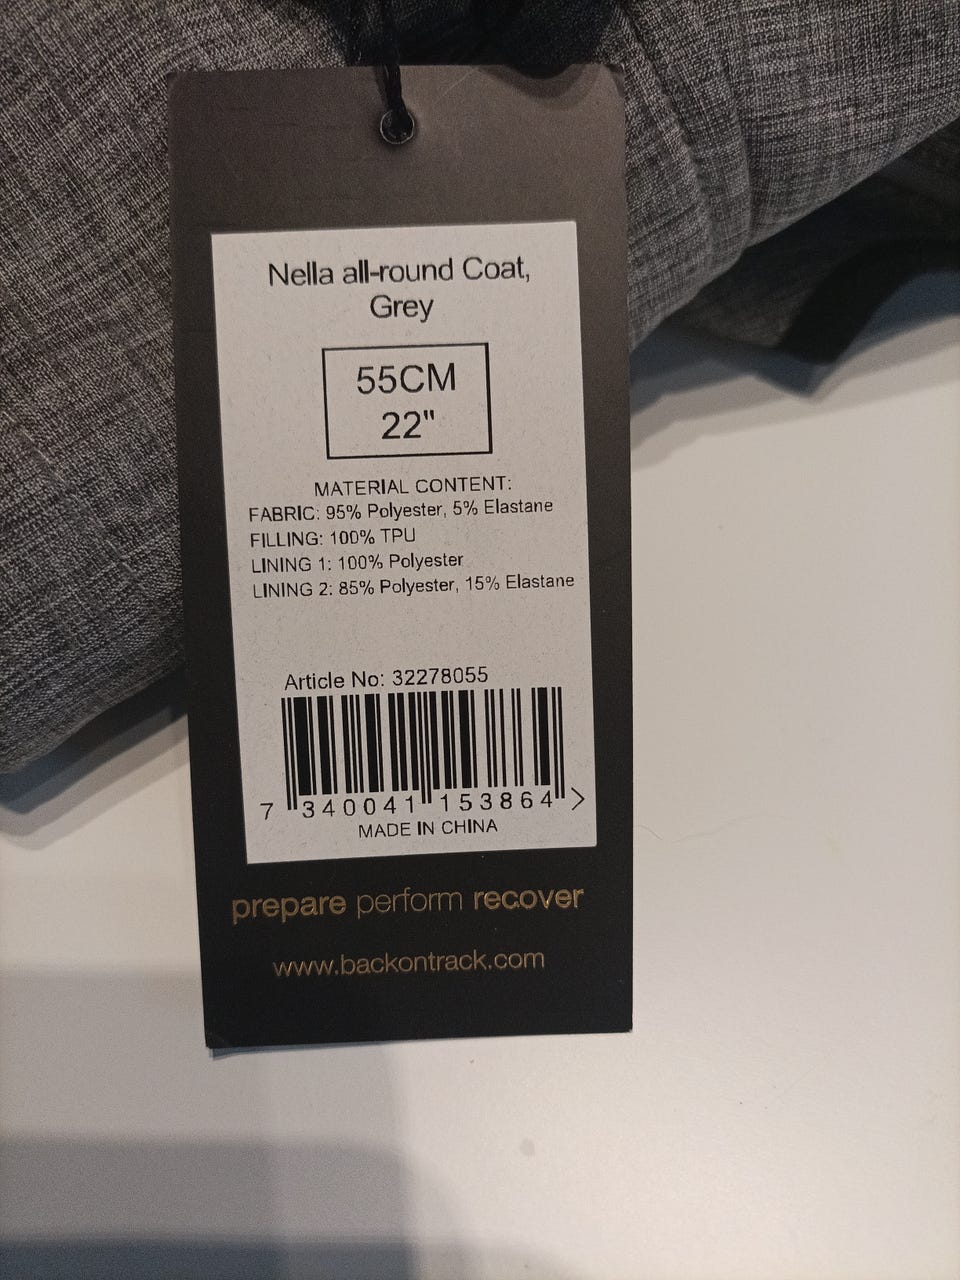 Nella all-round Coat,
Grey
55CM
22"
MATERIAL CONTENT:
FABRIC: 95% Polyester, 5% Elastane
FILLING: 100% TPU
LINING 1: 100% Polyester
LINING 2: 85% Polyester, 15% Elastane
Article No: 32278055
7 340041 153864 >
MADE IN CHINA
prepare perform recover
www.backontrack.com